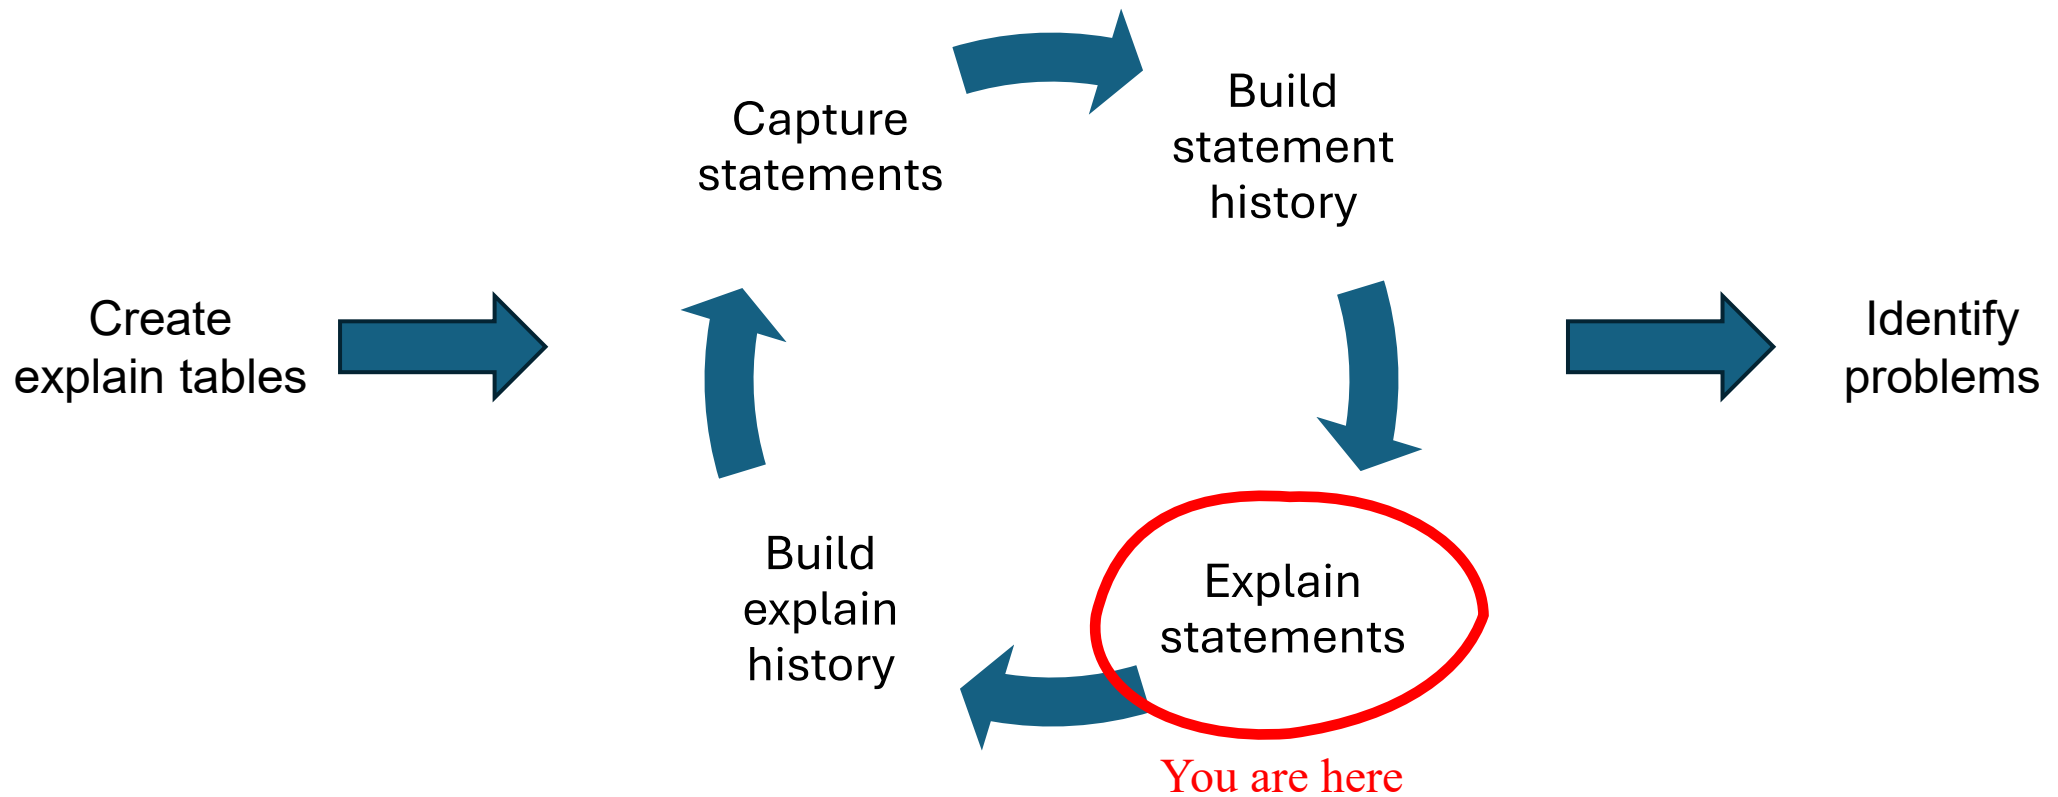 Create
explain tables
Capture
statements
Build
statement
history
Explain
statements
You are here
Build
explain
history
Identify
problems